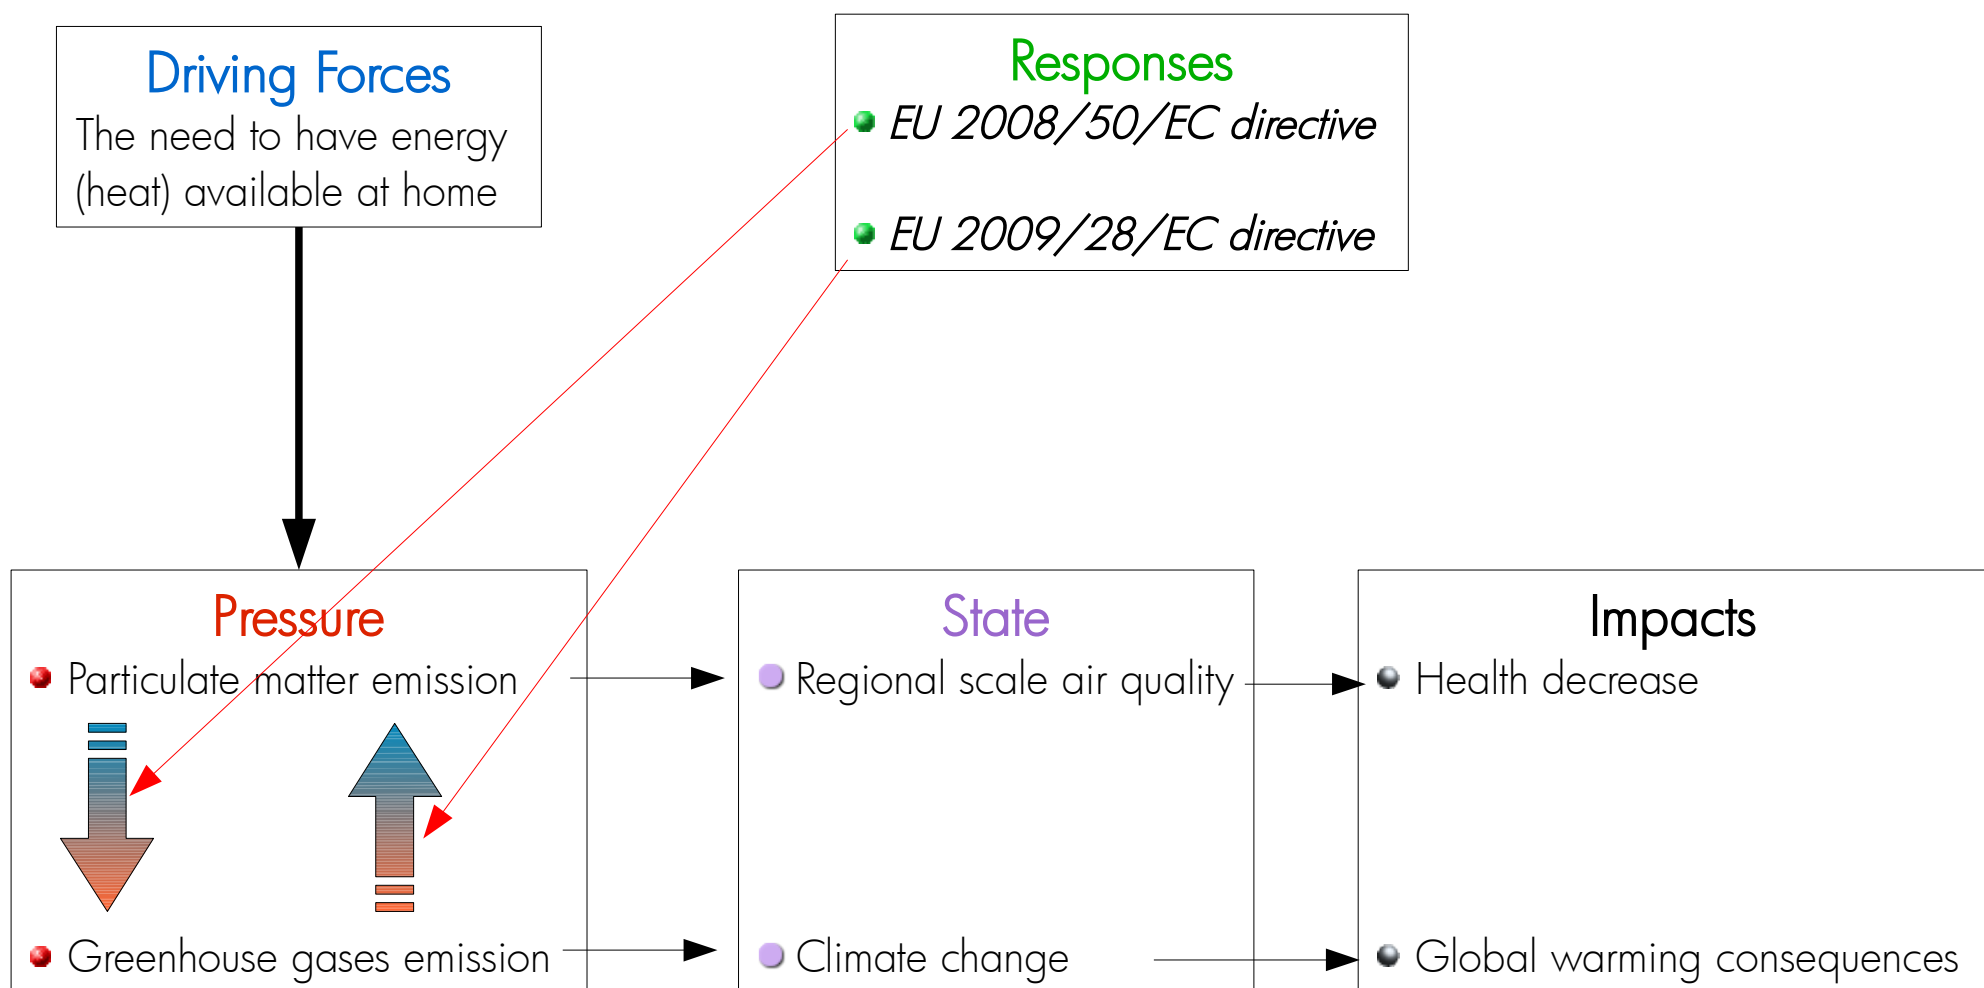 Driving Forces
The need to have energy
(heat) available at home
Responses
EU 2008/50/EC directive
EU 2009/28/EC directive
Pressure
Particulate matter emission
Greenhouse gases emission
State
Regional scale air quality
Climate change
Impacts
Health decrease
Global warming consequences